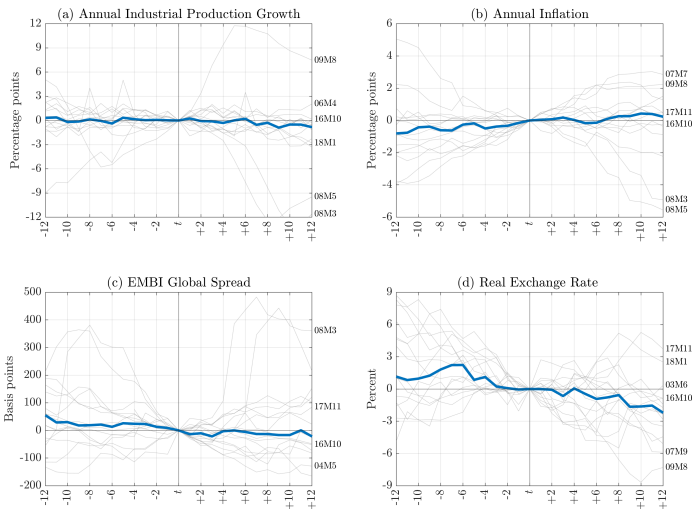 (a) Annual Industrial Production Growth
Percentage points
12
9
6
3
0
-3
-6
-9
-12
-12
-10
-8
-6
-4
-2
t
+2
+4
+6
+8
+10
+12
09M8
06M4
16M10
18M1
08M5
08M3
(b) Annual Inflation
Percentage points
6
4
2
0
-2
-4
-6
-12
-10
-8
-6
-4
-2
t
+2
+4
+6
+8
+10
+12
07M7
09M8
17M11
16M10
08M3
08M5
(c) EMBI Global Spread
Basis points
500
400
300
200
100
0
-100
-200
-12
-10
-8
-6
-4
-2
t
+2
+4
+6
+8
+10
+12
08M3
17M11
16M10
04M5
(d) Real Exchange Rate
Percent
9
6
3
0
-3
-6
-9
-12
-10
-8
-6
-4
-2
t
+2
+4
+6
+8
+10
+12
17M11
18M1
03M6
16M10
07M9
09M8